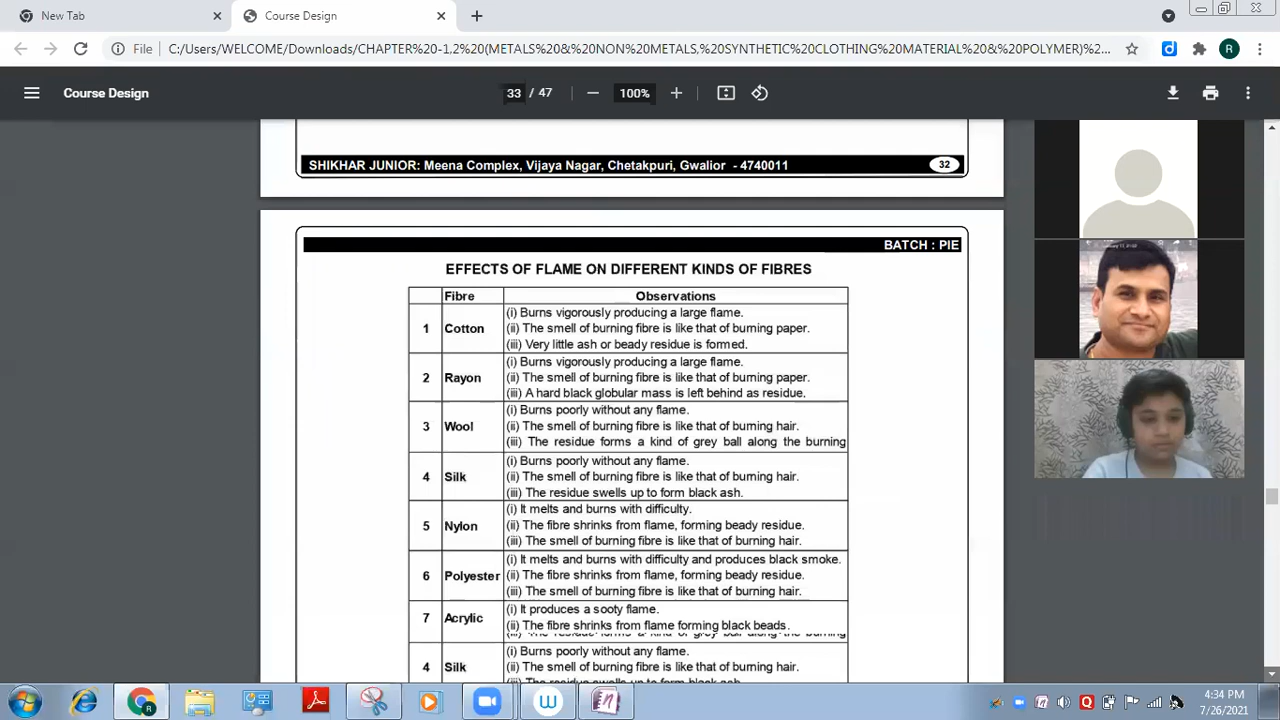 New Tab
Course Design
File
C:/Users/WELCOME/Downloads/CHAPTER%20-1,2%20(METALS%20&%20NON%20METALS,%20SYNTHETIC%20CLOTHING%20MATERIAL%20&%20POLYMER)%2...
d
R
Course Design
33 / 47
100%
SHIKHAR JUNIOR: Meena Complex, Vijaya Nagar, Chetakpuri, Gwalior - 4740011
32
BATCH : PIE
EFFECTS OF FLAME ON DIFFERENT KINDS OF FIBRES
Fibre Observations
1 Cotton
(i) Burns vigorously producing a large flame.
(ii) The smell of burning fibre is like that of burning paper.
(iii) Very little ash or beady residue is formed.
2 Rayon
(i) Burns vigorously producing a large flame.
(ii) The smell of burning fibre is like that of burning paper.
(iii) A hard black globular mass is left behind as residue.
3 Wool
(i) Burns poorly without any flame.
(ii) The smell of burning fibre is like that of burning hair.
(iii) The residue forms a kind of grey ball along the burning
4 Silk
(i) Burns poorly without any flame.
(ii) The smell of burning fibre is like that of burning hair.
(iii) The residue swells up to form black ash.
5 Nylon
(i) It melts and burns with difficulty.
(ii) The fibre shrinks from flame, forming beady residue.
(iii) The smell of burning fibre is like that of burning hair.
6 Polyester
(i) It melts and burns with difficulty and produces black smoke.
(ii) The fibre shrinks from flame, forming beady residue.
(iii) The smell of burning fibre is like that of burning hair.
7 Acrylic
(i) It produces a sooty flame.
(ii) The fibre shrinks from flame forming black beads.
(iii) The residue forms a kind of grey ball along the burning
4 Silk
(i) Burns poorly without any flame.
(ii) The smell of burning fibre is like that of burning hair.
4:34 PM
7/26/2021